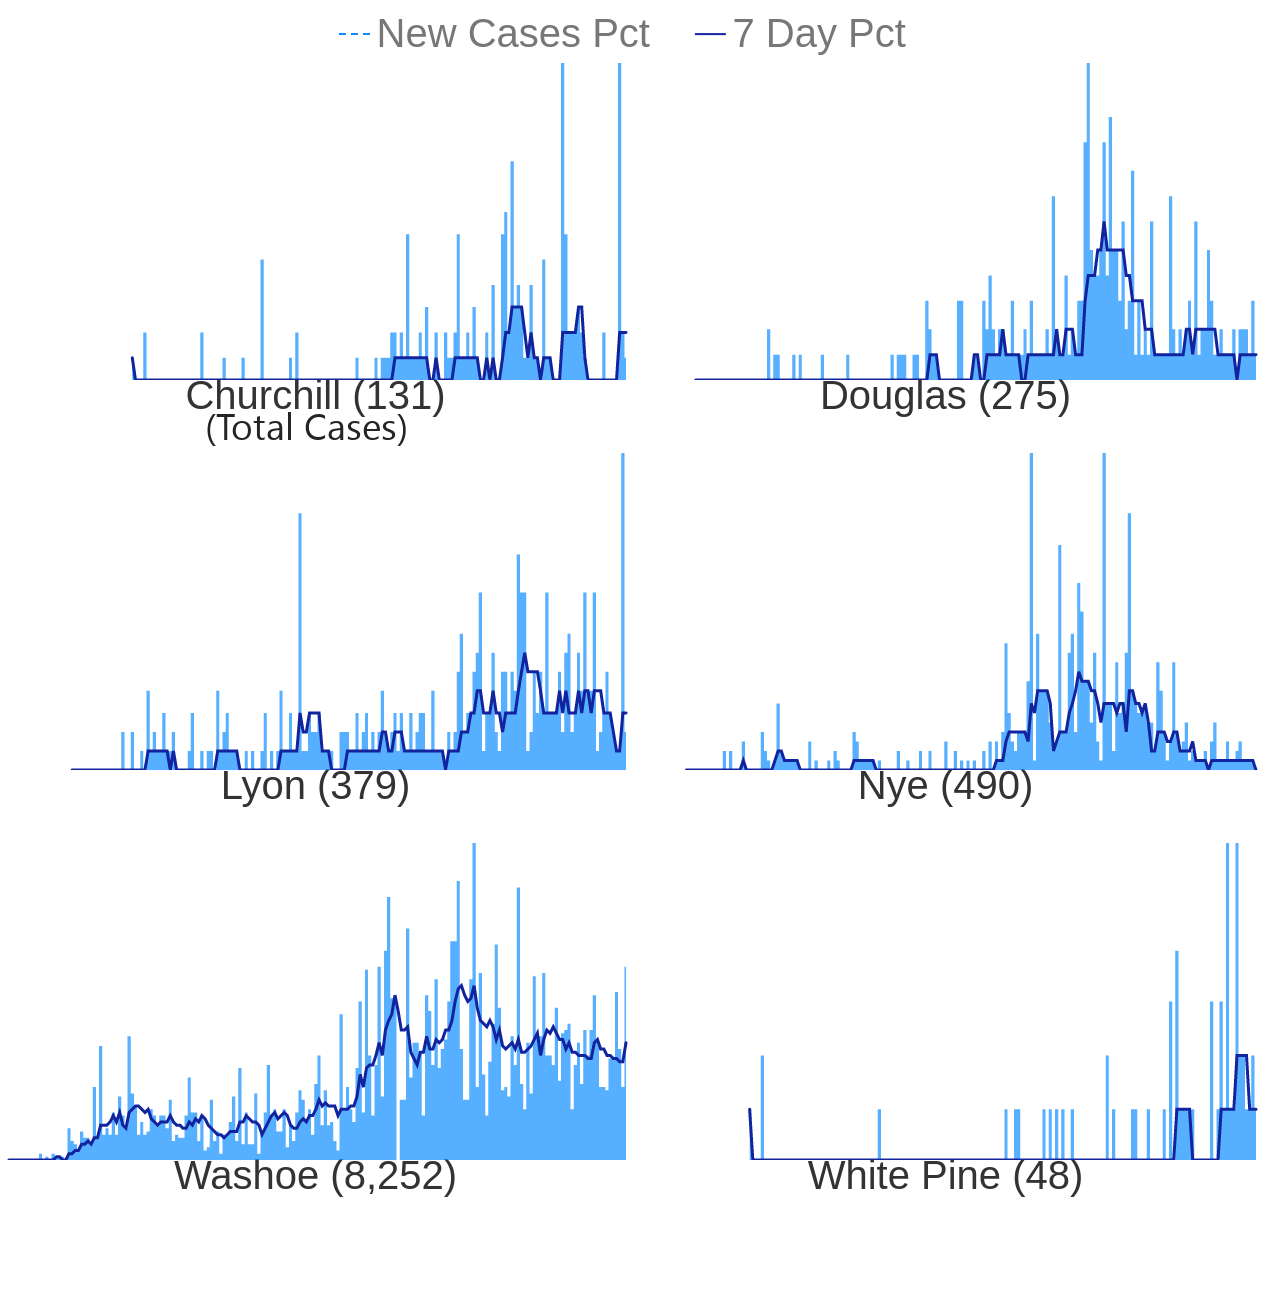 New Cases Pct 7 Day Pct
Churchill (131)
(Total Cases)
Douglas (275)
Lyon (379)
Nye (490)
Washoe (8,252)
White Pine (48)